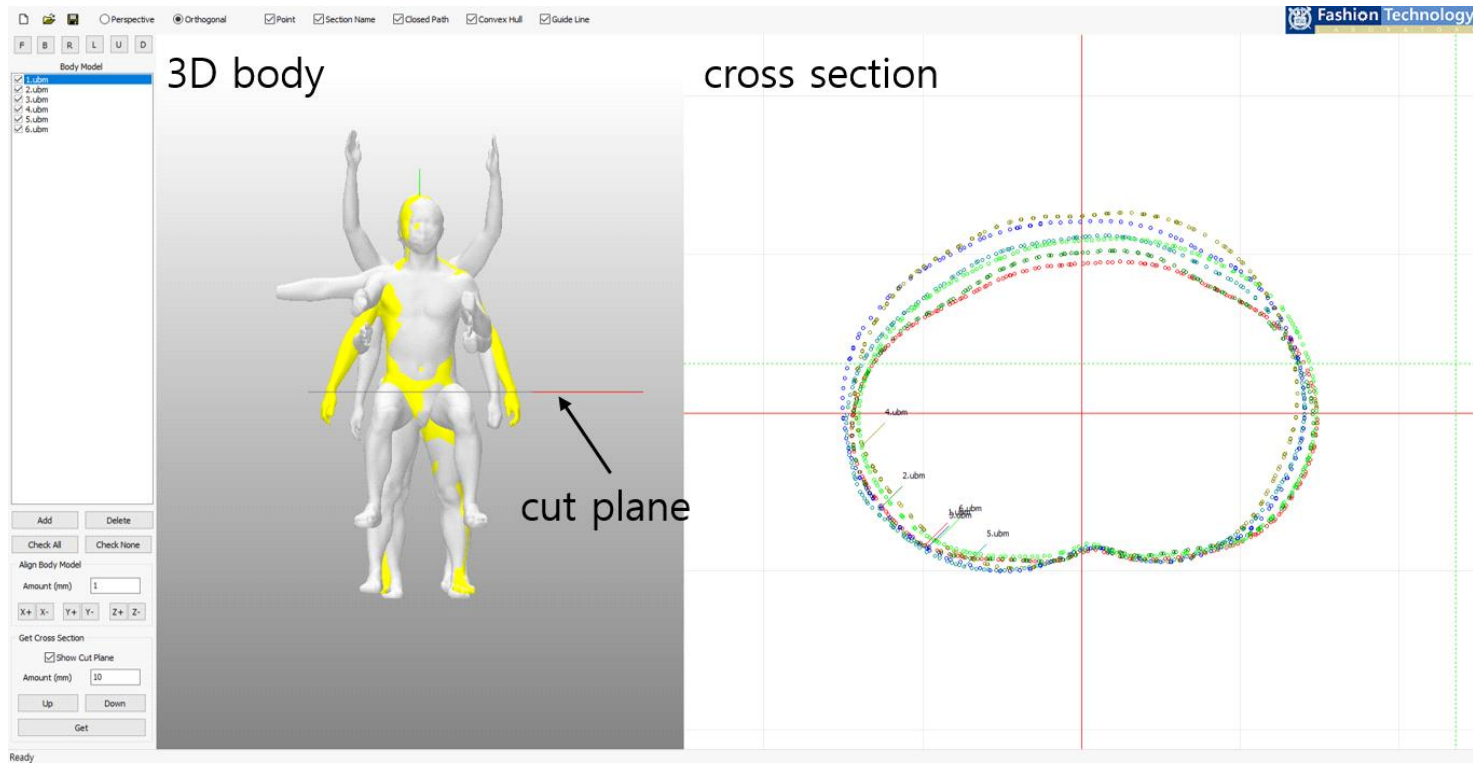 Perspective
Orthogonal
Point
Section Name
Closed Path
Convex Hull
Guide Line
Fashion Technology
LABORATORY
F B R L U D
Body Model
1.ubm
2.ubm
3.ubm
4.ubm
5.ubm
6.ubm
3D body
cross section
cut plane
4.ubm
2.ubm
6.ubm
5.ubm
Add Delete
Check All Check None
Align Body Model
Amount (mm) 1
X+ X- Y+ Y- Z+ Z-
Get Cross Section
Show Cut Plane
Amount (mm) 10
Up Down
Get
Ready